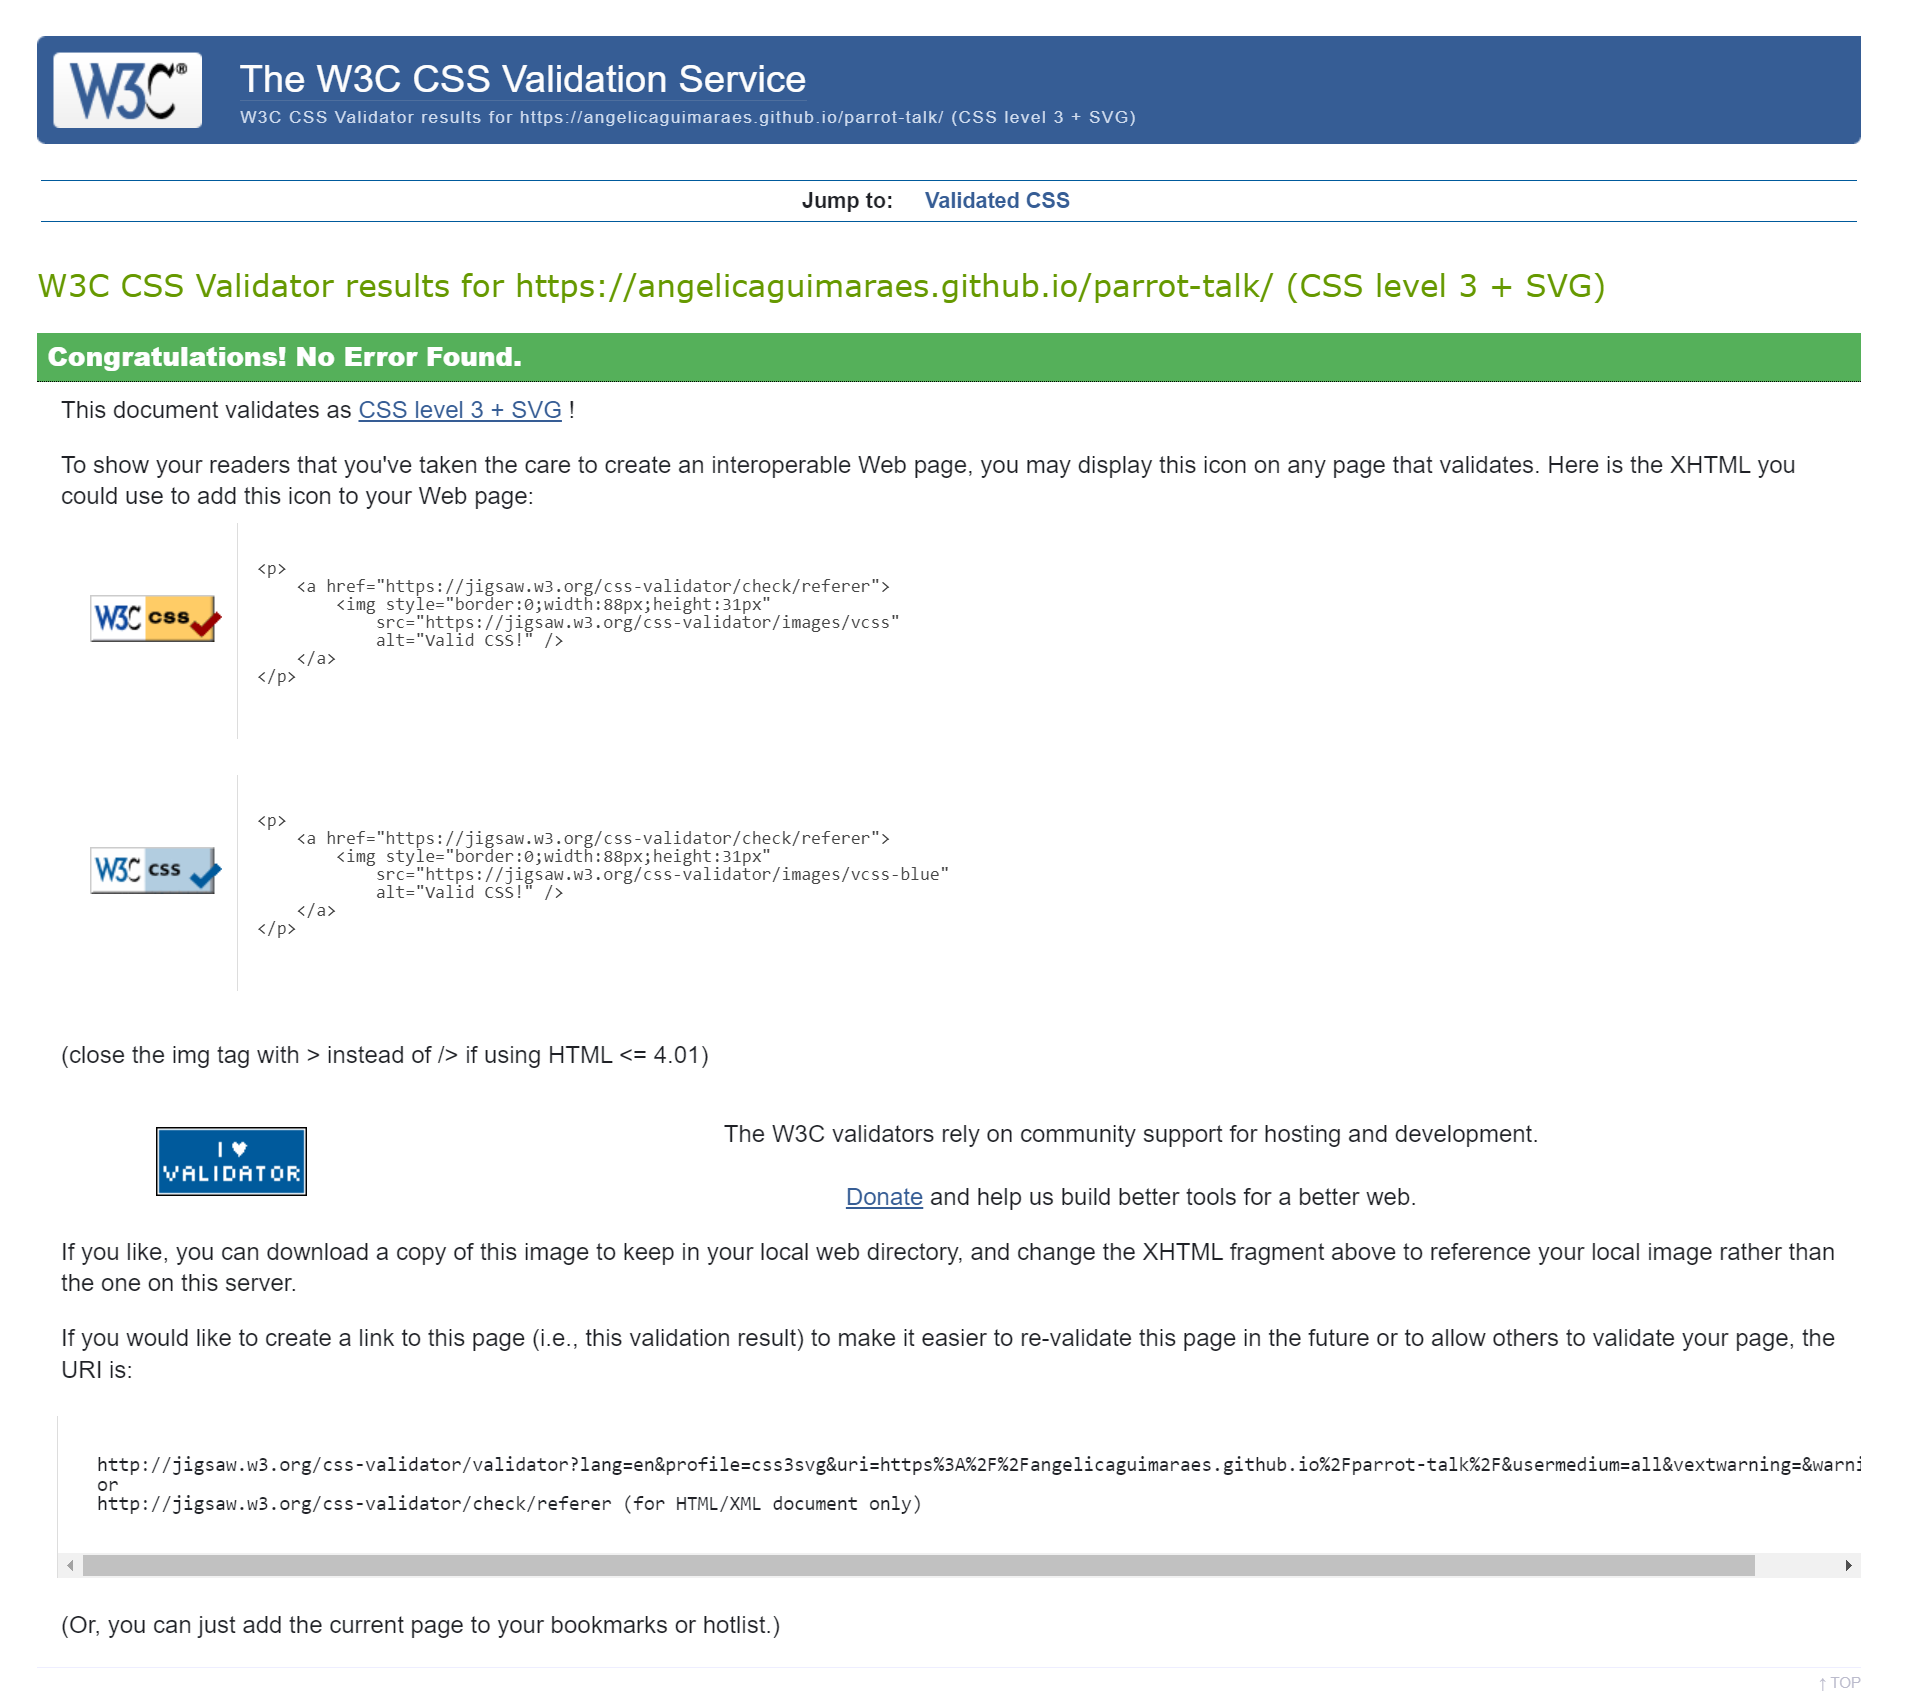 W3C®
The W3C CSS Validation Service
W3C CSS Validator results for https://angelicaguimaraes.github.io/parrot-talk/ (CSS level 3 + SVG)
Jump to: Validated CSS
W3C CSS Validator results for https://angelicaguimaraes.github.io/parrot-talk/ (CSS level 3 + SVG)
Congratulations! No Error Found.
This document validates as CSS level 3 + SVG !
To show your readers that you've taken the care to create an interoperable Web page, you may display this icon on any page that validates. Here is the XHTML you
could use to add this icon to your Web page:
W3C css
<p>
    <a href="https://jigsaw.w3.org/css-validator/check/referer">
        <img style="border:0;width:88px;height:31px"
            src="https://jigsaw.w3.org/css-validator/images/vcss"
            alt="Valid CSS!" />
    </a>
</p>
W3C css
<p>
    <a href="https://jigsaw.w3.org/css-validator/check/referer">
        <img style="border:0;width:88px;height:31px"
            src="https://jigsaw.w3.org/css-validator/images/vcss-blue"
            alt="Valid CSS!" />
    </a>
</p>
(close the img tag with > instead of /> if using HTML <= 4.01)
I ♥
VALIDATOR
The W3C validators rely on community support for hosting and development.
Donate and help us build better tools for a better web.
If you like, you can download a copy of this image to keep in your local web directory, and change the XHTML fragment above to reference your local image rather than
the one on this server.
If you would like to create a link to this page (i.e., this validation result) to make it easier to re-validate this page in the future or to allow others to validate your page, the
URI is:
http://jigsaw.w3.org/css-validator/validator?lang=en&profile=css3svg&uri=https%3A%2F%2Fangelicaguimaraes.github.io%2Fparrot-talk%2F&usermedium=all&vextwarning=&warni
or
http://jigsaw.w3.org/css-validator/check/referer (for HTML/XML document only)
(Or, you can just add the current page to your bookmarks or hotlist.)
↑ TOP